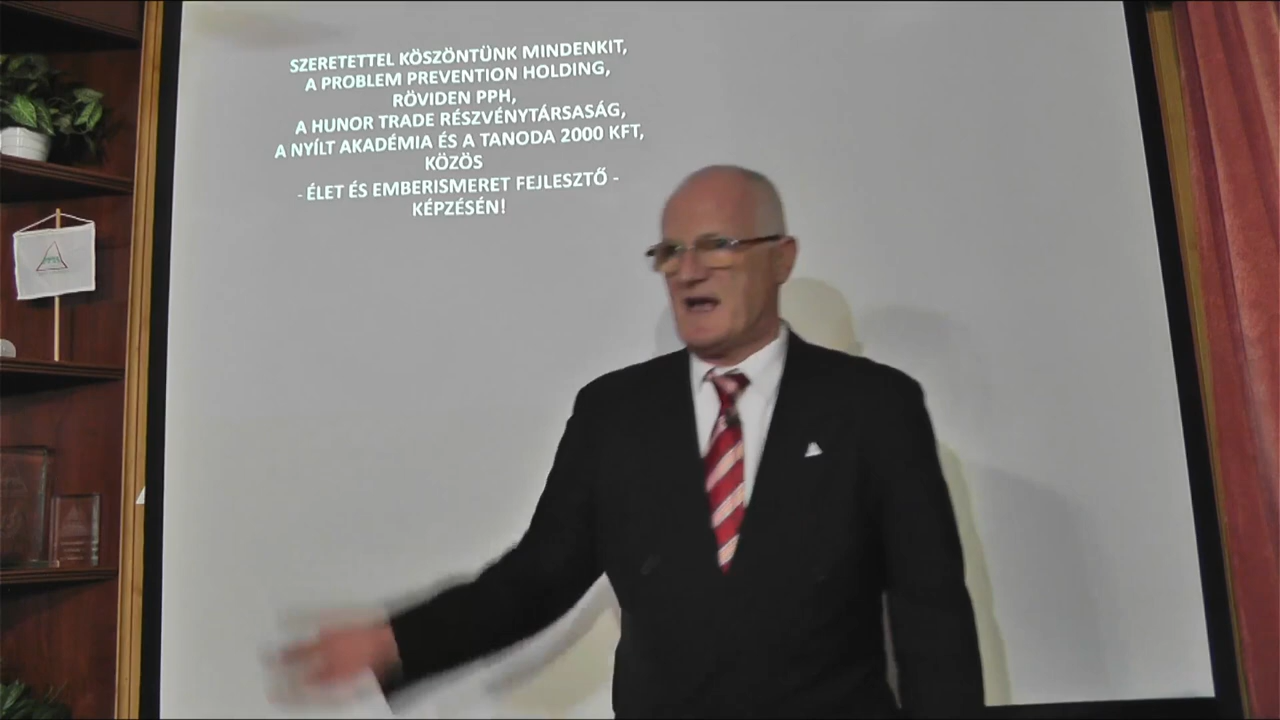 SZERETETTEL KÖSZÖNTÜNK MINDENKIT,
A PROBLEM PREVENTION HOLDING,
RÖVIDEN PPH,
A HUNOR TRADE RÉSZVÉNYTÁRSASÁG,
A NYÍLT AKADÉMIA ÉS A TANODA 2000 KFT,
KÖZÖS
- ÉLET ÉS EMBERISMERET FEJLESZTŐ -
KÉPZÉSÉN!